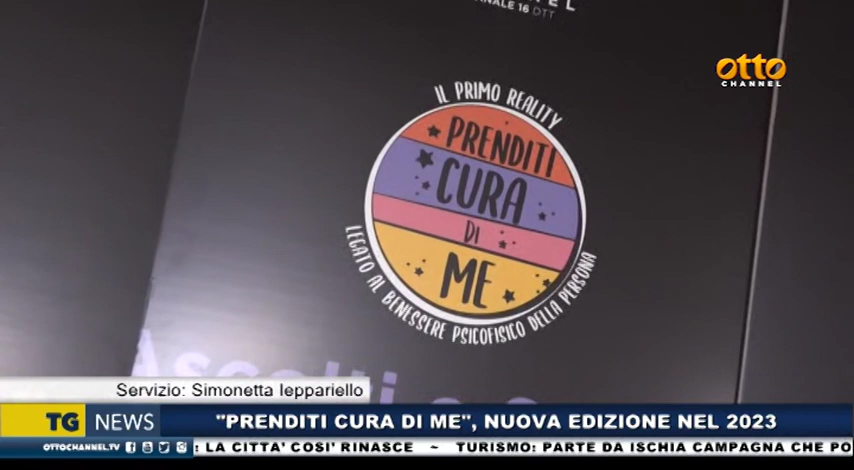 CANALE 16 DTT
otto
CHANNEL
IL PRIMO REALITY
PRENDITI
CURA
DI
ME
LEGATO AL BENESSERE PSICOFISICO DELLA PERSONA
Servizio: Simonetta Ieppariello
TG NEWS
"PRENDITI CURA DI ME", NUOVA EDIZIONE NEL 2023
OTTOCHANNEL.TV
: LA CITTA' COSI' RINASCE ~ TURISMO: PARTE DA ISCHIA CAMPAGNA CHE PO